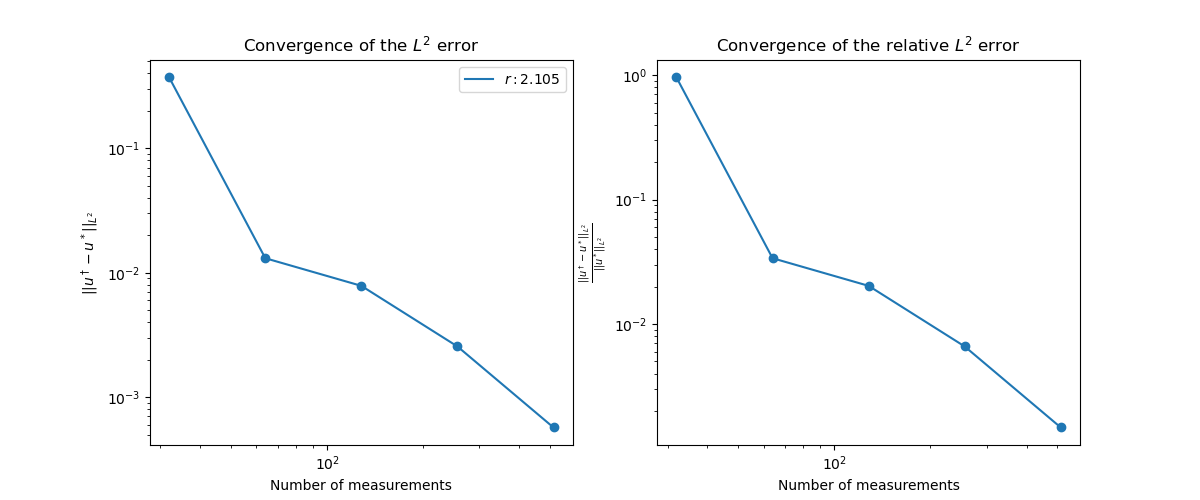 Convergence of the $L^2$ error
$r : 2.105$
$10^{-1}$
$10^{-2}$
$10^{-3}$
$||u^\dagger - u^*||_{L^2}$
$10^2$
Number of measurements
Convergence of the relative $L^2$ error
$10^0$
$10^{-1}$
$10^{-2}$
$\frac{||u^\dagger - u^*||_{L^2}}{||u^*||_{L^2}}$
$10^2$
Number of measurements